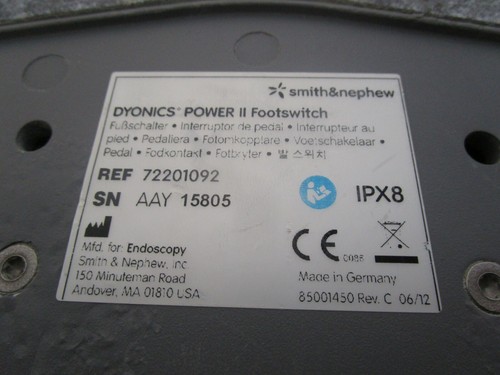 smith&nephew
DYONICS® POWER II Footswitch
Fußschalter • Interruptor de pedal • Interrupteur au
pied • Pedaliera • Fotomkopplare • Voetschakelaar •
Pedal • Fodkontakt • Fotbryter • 발 스위치
REF 72201092
SN AAY 15805
IPX8
Mfd. for: Endoscopy
Smith & Nephew, Inc.
150 Minuteman Road
Andover, MA 01810 USA
CE 0086
Made in Germany
85001450 Rev. C 06/12